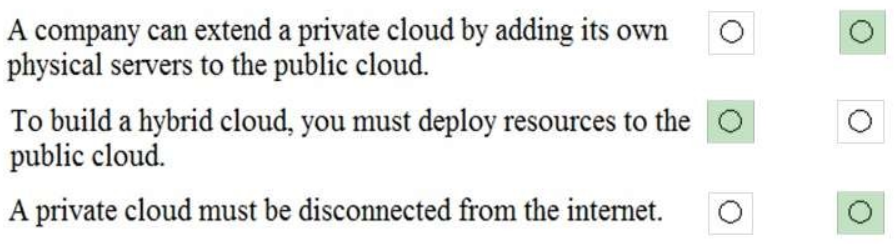 A company can extend a private cloud by adding its own
physical servers to the public cloud.
To build a hybrid cloud, you must deploy resources to the
public cloud.
A private cloud must be disconnected from the internet.